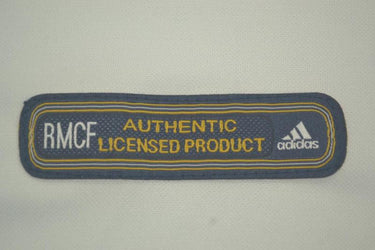 RMCF
AUTHENTIC
LICENSED PRODUCT
adidas